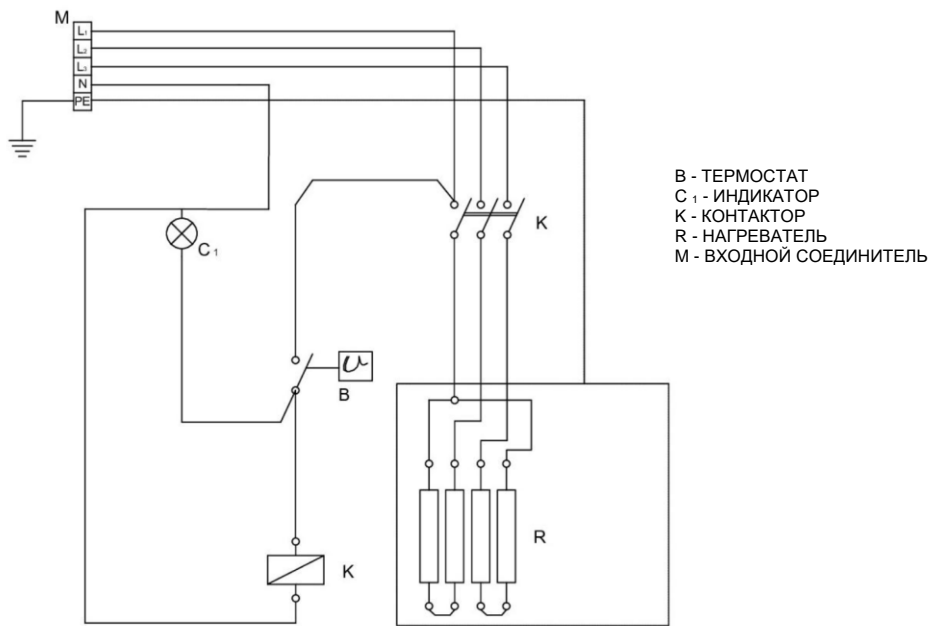 M
L₁
L₂
L₃
N
PE
C₁
K
B
K
R
B - ТЕРМОСТАТ
C ₁ - ИНДИКАТОР
K - КОНТАКТОР
R - НАГРЕВАТЕЛЬ
M - ВХОДНОЙ СОЕДИНИТЕЛЬ